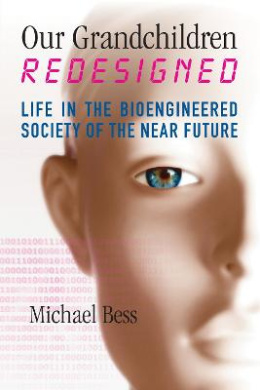 Our Grandchildren
REDESIGNED
LIFE IN THE BIOENGINEERED
SOCIETY OF THE NEAR FUTURE
Michael Bess